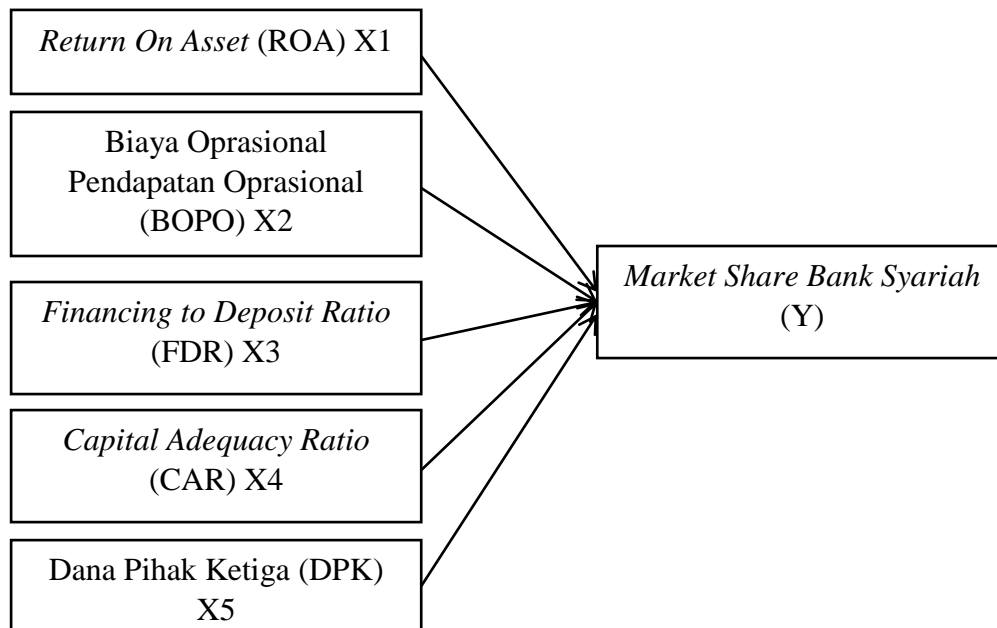 Return On Asset (ROA) X1
Biaya Oprasional
Pendapatan Oprasional
(BOPO) X2
Financing to Deposit Ratio
(FDR) X3
Capital Adequacy Ratio
(CAR) X4
Dana Pihak Ketiga (DPK)
X5
Market Share Bank Syariah
(Y)